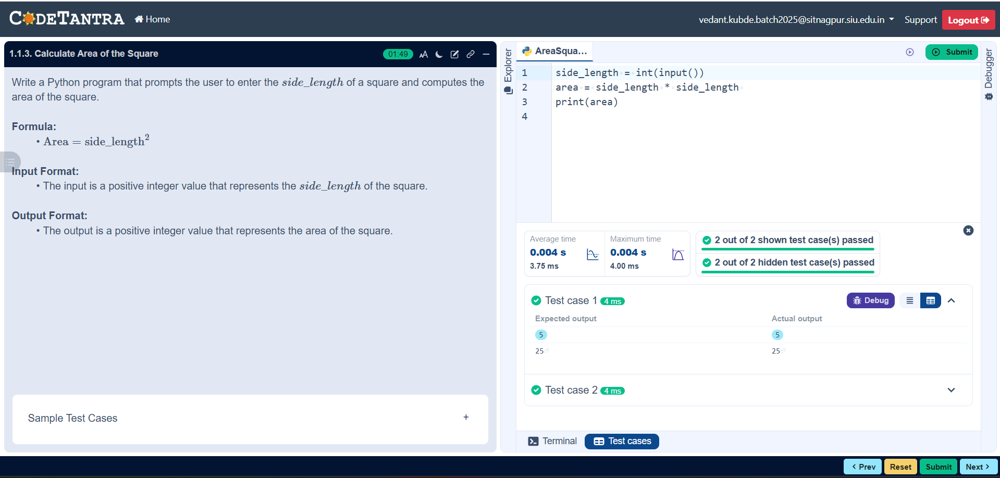 CODETANTRA Home
vedant.kubde.batch2025@sitnagpur.siu.edu.in Support Logout
1.1.3. Calculate Area of the Square
01:49
Write a Python program that prompts the user to enter the side_length of a square and computes the
area of the square.
Formula:
• Area = side_length²
Input Format:
• The input is a positive integer value that represents the side_length of the square.
Output Format:
• The output is a positive integer value that represents the area of the square.
Sample Test Cases +
Explorer
AreaSqua...
Submit
Debugger
1 side_length = int(input())
2 area = side_length * side_length
3 print(area)
4
Average time
0.004 s
3.75 ms
Maximum time
0.004 s
4.00 ms
2 out of 2 shown test case(s) passed
2 out of 2 hidden test case(s) passed
Test case 1 4 ms
Debug
Expected output Actual output
5 5
25 25
Test case 2 4 ms
Terminal Test cases
< Prev Reset Submit Next >